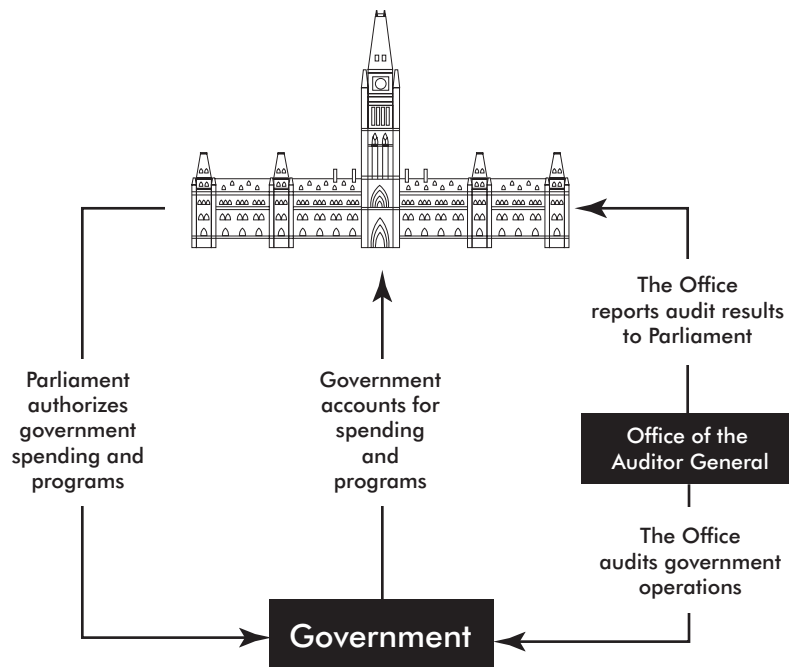 The Office
reports audit results
to Parliament
Parliament
authorizes
government
spending and
programs
Government
accounts for
spending
and
programs
Office of the
Auditor General
The Office
audits government
operations
Government